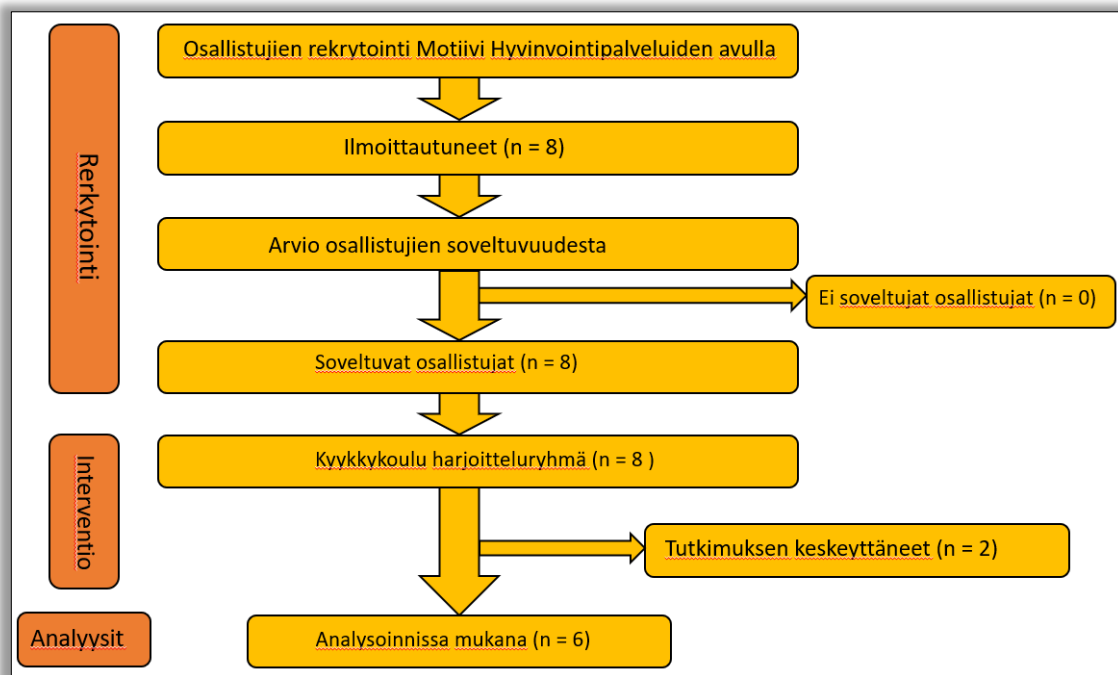 Rerkytointi
Osallistujien rekrytointi Motiivi Hyvinvointipalveluiden avulla
Ilmoittautuneet (n = 8)
Arvio osallistujien soveltuvuudesta
Ei soveltujat osallistujat (n = 0)
Soveltuvat osallistujat (n = 8)
Interventio
Kyykkykoulu harjoitteluryhmä (n = 8 )
Tutkimuksen keskeyttäneet (n = 2)
Analyysit
Analysoinnissa mukana (n = 6)